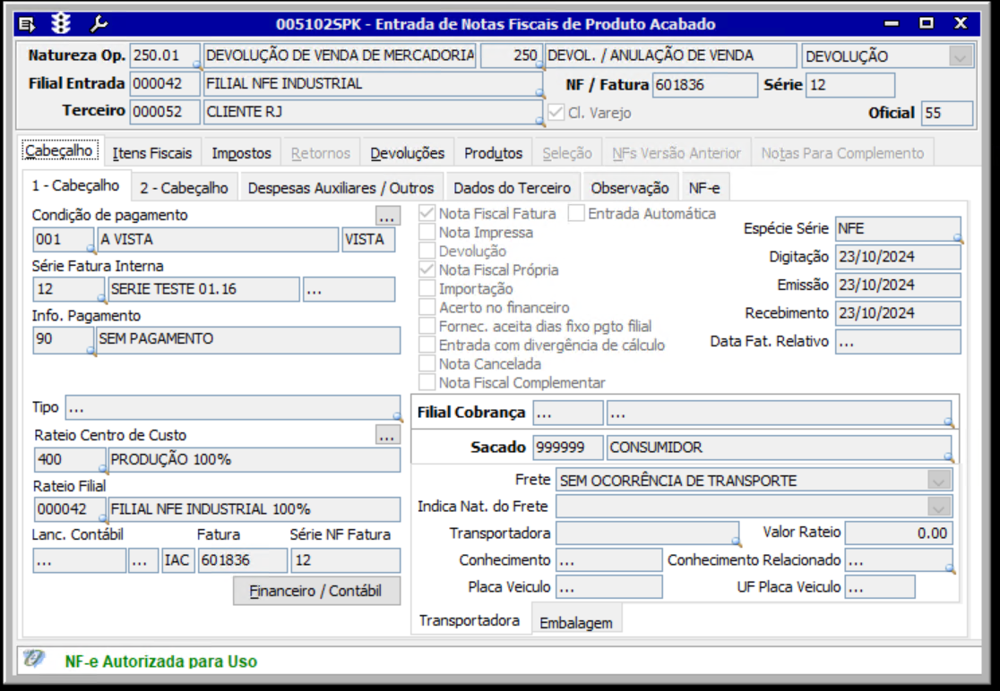 005102SPK - Entrada de Notas Fiscais de Produto Acabado
Natureza Op. 250.01 DEVOLUÇÃO DE VENDA DE MERCADORIA 250 DEVOL. / ANULAÇÃO DE VENDA DEVOLUÇÃO
Filial Entrada 000042 FILIAL NFE INDUSTRIAL NF / Fatura 601836 Série 12
Terceiro 000052 CLIENTE RJ Cl. Varejo Oficial 55
Cabeçalho Itens Fiscais Impostos Retornos Devoluções Produtos Seleção NFs Versão Anterior Notas Para Complemento
1 - Cabeçalho 2 - Cabeçalho Despesas Auxiliares / Outros Dados do Terceiro Observação NF-e
Condição de pagamento ...
001 A VISTA VISTA
Série Fatura Interna
12 SERIE TESTE 01.16 ...
Info. Pagamento
90 SEM PAGAMENTO
Nota Fiscal Fatura Entrada Automática
Nota Impressa
Devolução
Nota Fiscal Própria
Importação
Acerto no financeiro
Fornec. aceita dias fixo pgto filial
Entrada com divergência de cálculo
Nota Cancelada
Nota Fiscal Complementar
Espécie Série NFE
Digitação 23/10/2024
Emissão 23/10/2024
Recebimento 23/10/2024
Data Fat. Relativo ...
Tipo ...
Rateio Centro de Custo ...
400 PRODUÇÃO 100%
Rateio Filial
000042 FILIAL NFE INDUSTRIAL 100%
Lanc. Contábil Fatura Série NF Fatura
... ... IAC 601836 12
Financeiro / Contábil
Filial Cobrança ... ...
Sacado 999999 CONSUMIDOR
Frete SEM OCORRÊNCIA DE TRANSPORTE
Indica Nat. do Frete
Transportadora Valor Rateio 0.00
Conhecimento ... Conhecimento Relacionado ...
Placa Veiculo ... UF Placa Veiculo ...
Transportadora Embalagem
NF-e Autorizada para Uso